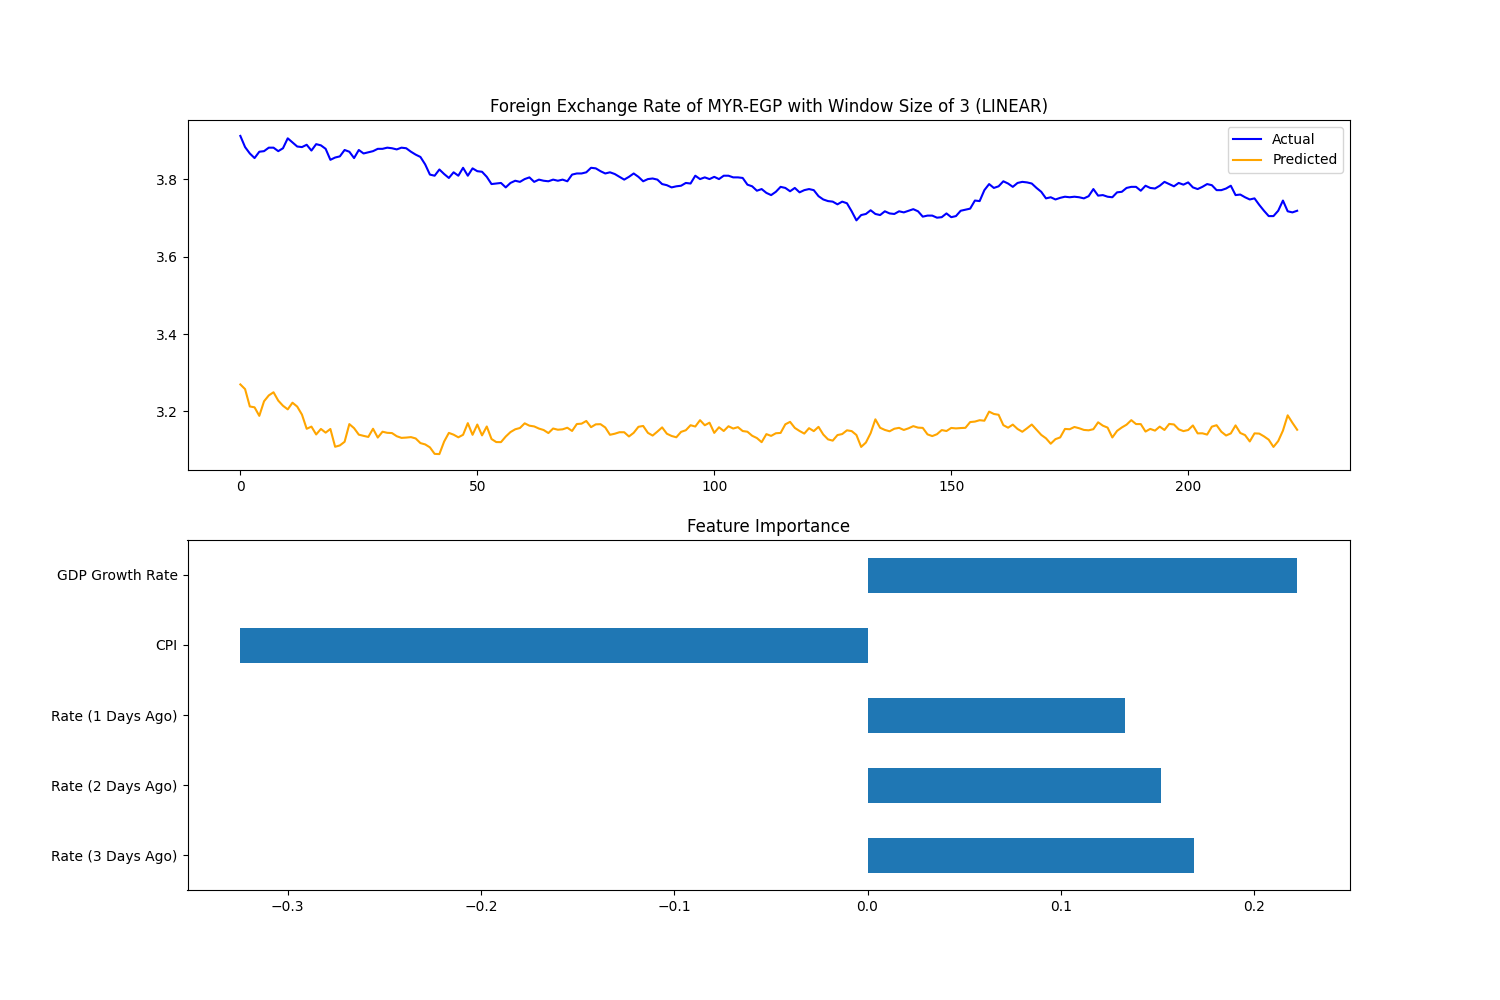 Foreign Exchange Rate of MYR-EGP with Window Size of 3 (LINEAR)
Actual
Predicted
3.8
3.6
3.4
3.2
0 50 100 150 200
Feature Importance
GDP Growth Rate
CPI
Rate (1 Days Ago)
Rate (2 Days Ago)
Rate (3 Days Ago)
−0.3 −0.2 −0.1 0.0 0.1 0.2